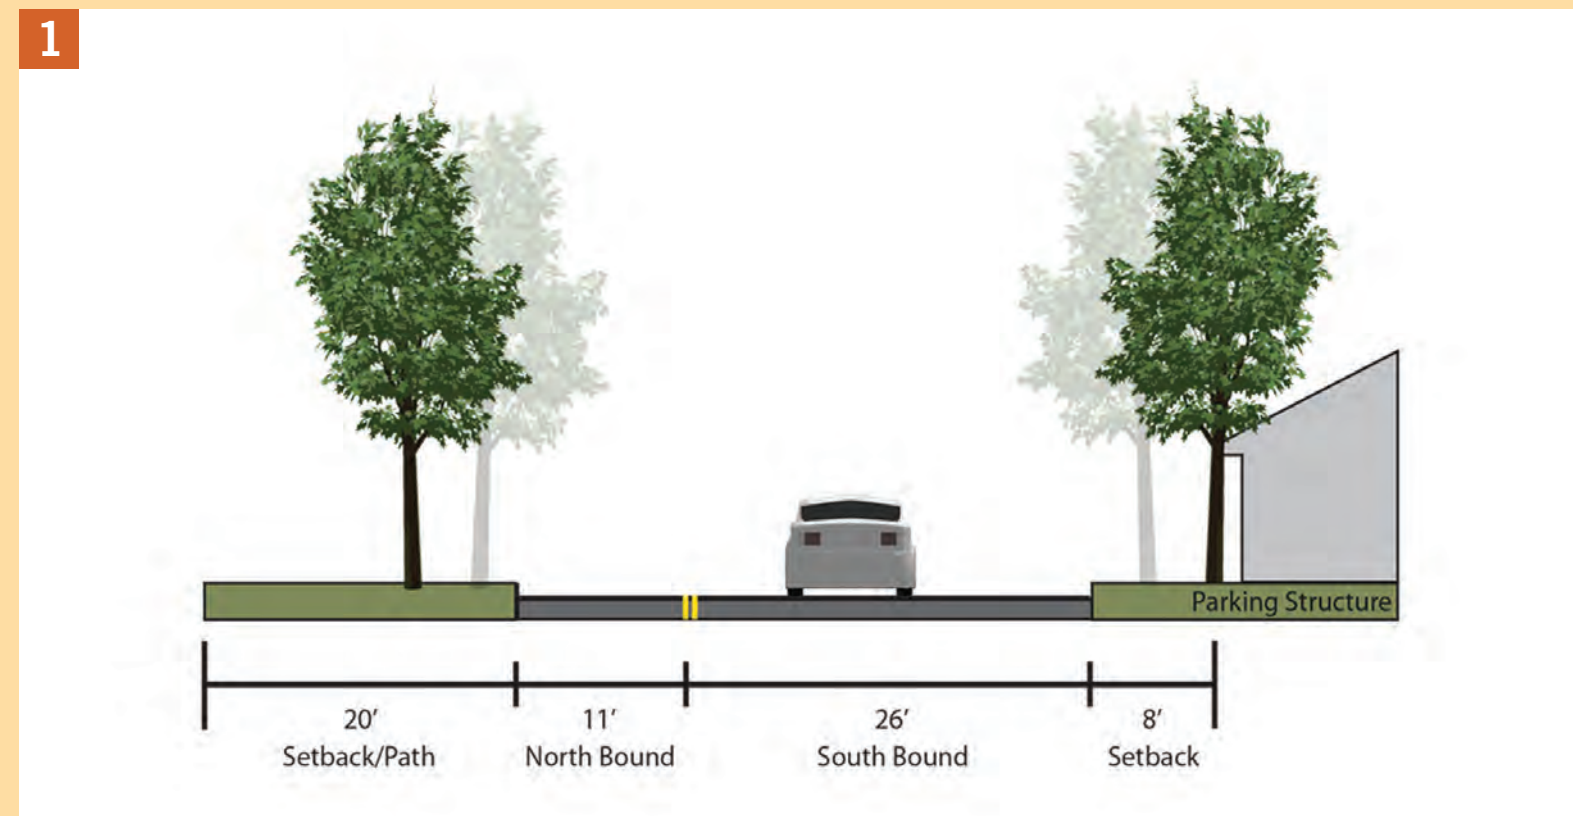 1
Parking Structure
20′ 11′ 26′ 8′
Setback/Path North Bound South Bound Setback